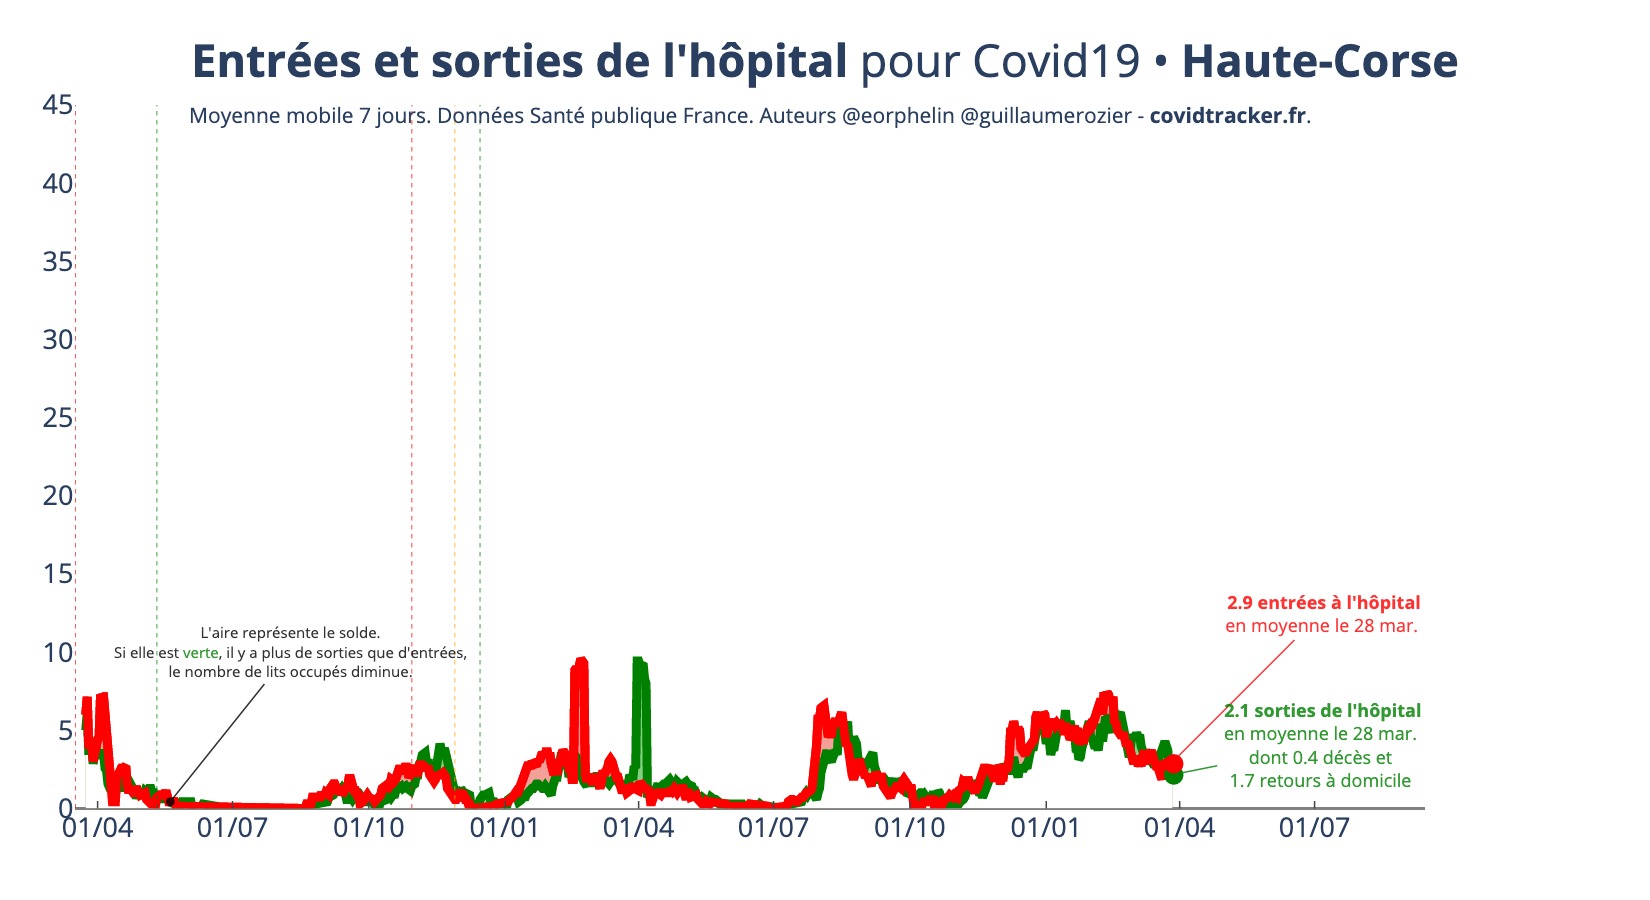 Entrées et sorties de l'hôpital pour Covid19 • Haute-Corse
Moyenne mobile 7 jours. Données Santé publique France. Auteurs @eorphelin @guillaumerozier - covidtracker.fr.
45
40
35
30
25
20
15
10
5
0
L'aire représente le solde.
Si elle est verte, il y a plus de sorties que d'entrées,
le nombre de lits occupés diminue.
2.9 entrées à l'hôpital
en moyenne le 28 mar.
2.1 sorties de l'hôpital
en moyenne le 28 mar.
dont 0.4 décès et
1.7 retours à domicile
01/04 01/07 01/10 01/01 01/04 01/07 01/10 01/01 01/04 01/07